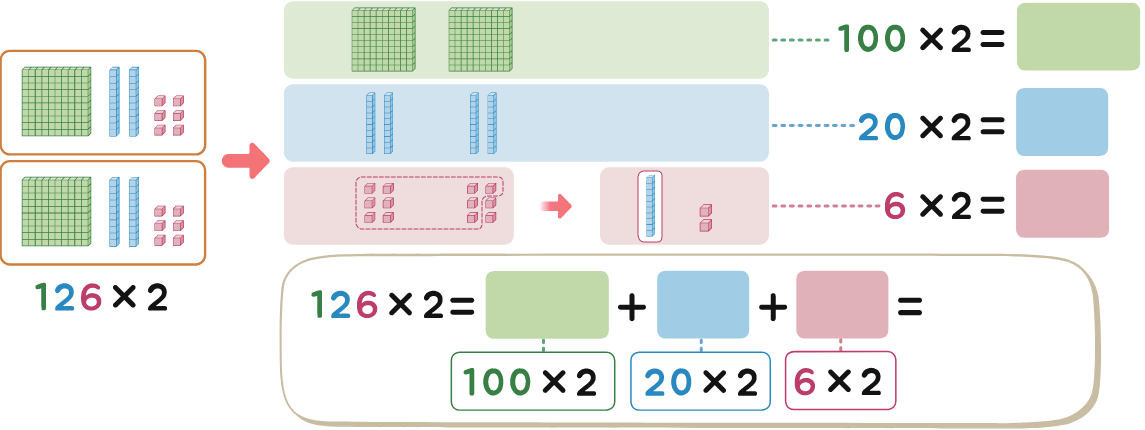 126 × 2
100 × 2 =
20 × 2 =
6 × 2 =
126 × 2 = + + =
100 × 2
20 × 2
6 × 2